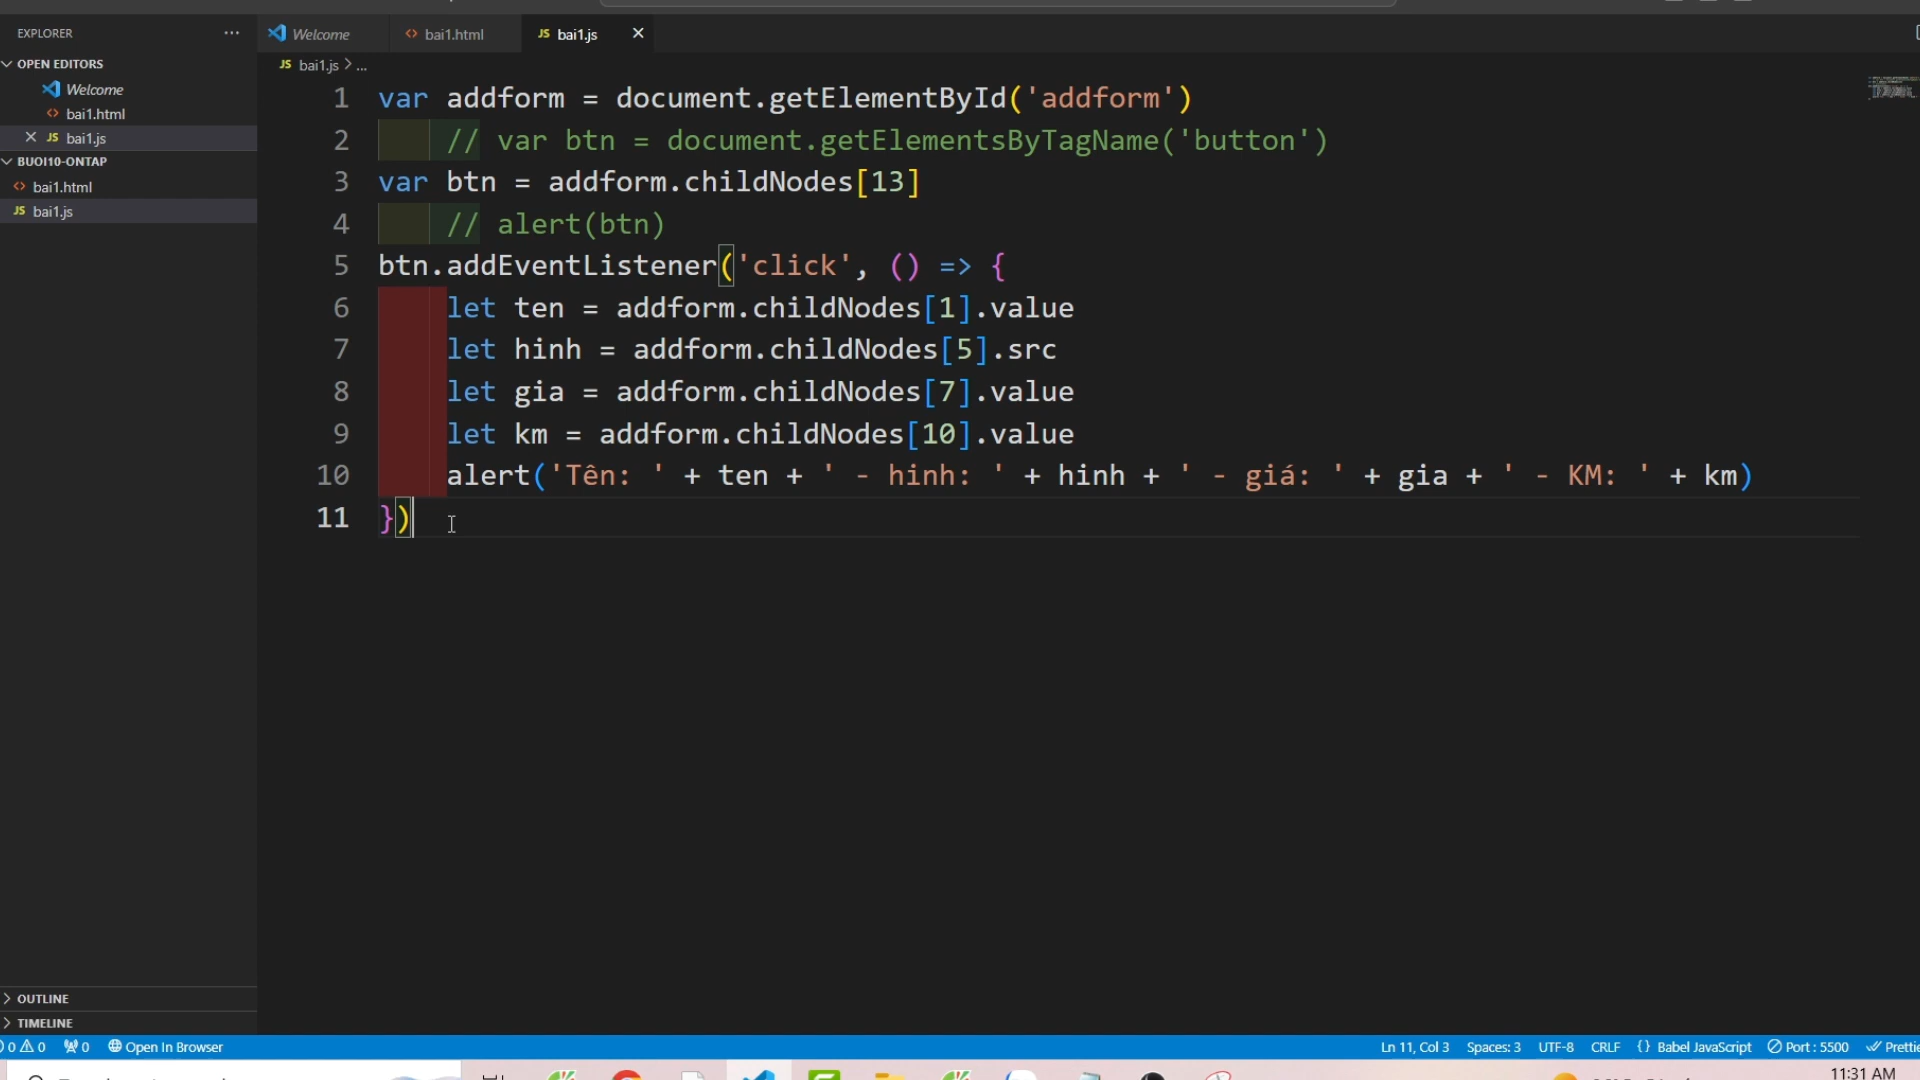 EXPLORER
OPEN EDITORS
Welcome
bai1.html
bai1.js
BUOI10-ONTAP
bai1.html
bai1.js
OUTLINE
TIMELINE
Welcome
bai1.html
JS bai1.js
JS bai1.js > ...
1 var addform = document.getElementById('addform')
2 // var btn = document.getElementsByTagName('button')
3 var btn = addform.childNodes[13]
4 // alert(btn)
5 btn.addEventListener('click', () => {
6 let ten = addform.childNodes[1].value
7 let hinh = addform.childNodes[5].src
8 let gia = addform.childNodes[7].value
9 let km = addform.childNodes[10].value
10 alert('Tên: ' + ten + ' - hinh: ' + hinh + ' - giá: ' + gia + ' - KM: ' + km)
11 })
0 0 0 Open In Browser
Ln 11, Col 3 Spaces: 3 UTF-8 CRLF {} Babel JavaScript Port : 5500
11:31 AM